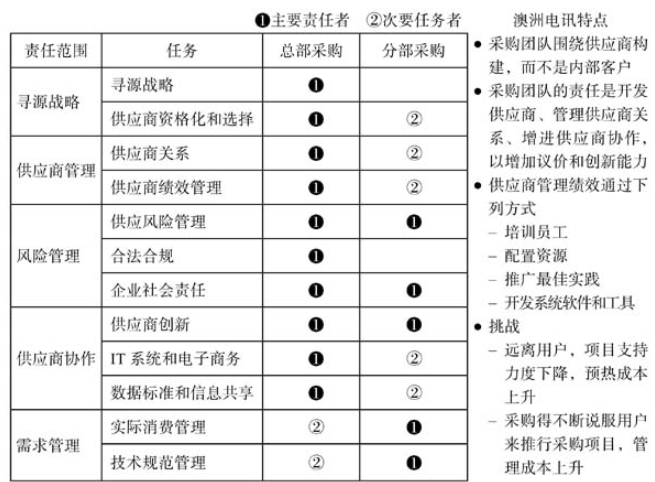 ❶主要责任者 ②次要任务者
责任范围 任务 总部采购 分部采购
寻源战略 寻源战略 ❶
供应商资格化和选择 ❶ ②
供应商管理 供应商关系 ❶ ②
供应商绩效管理 ❶ ②
风险管理 供应风险管理 ❶ ❶
合法合规 ❶
企业社会责任 ❶ ❶
供应商协作 供应商创新 ❶ ❶
IT 系统和电子商务 ❶ ②
数据标准和信息共享 ❶ ②
需求管理 实际消费管理 ② ❶
技术规范管理 ② ❶
澳洲电讯特点
● 采购团队围绕供应商构
建，而不是内部客户
● 采购团队的责任是开发
供应商、管理供应商关
系、增进供应商协作，
以增加议价和创新能力
● 供应商管理绩效通过下
列方式
– 培训员工
– 配置资源
– 推广最佳实践
– 开发系统软件和工具
● 挑战
– 远离用户，项目支持
力度下降，预热成本
上升
– 采购得不断说服用户
来推行采购项目，管
理成本上升